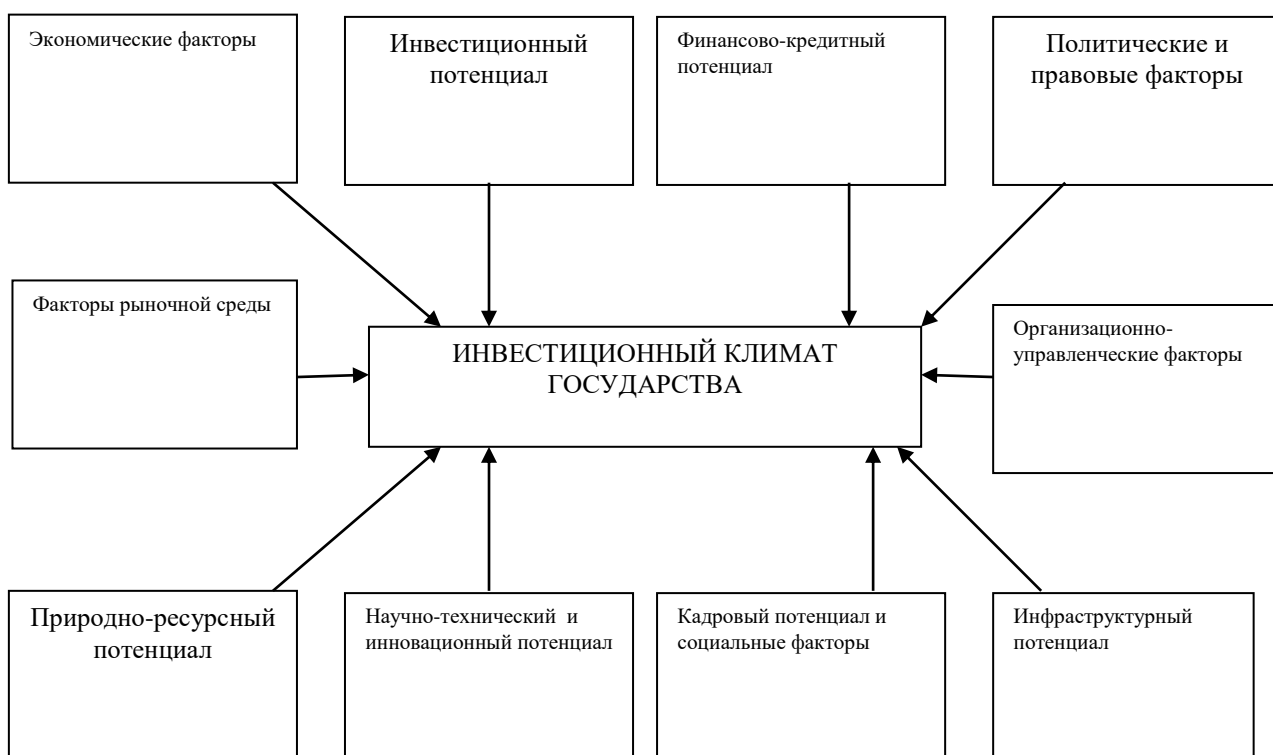 Экономические факторы
Инвестиционный
потенциал
Финансово-кредитный
потенциал
Политические и
правовые факторы
Факторы рыночной среды
ИНВЕСТИЦИОННЫЙ КЛИМАТ
ГОСУДАРСТВА
Организационно-
управленческие факторы
Природно-ресурсный
потенциал
Научно-технический и
инновационный потенциал
Кадровый потенциал и
социальные факторы
Инфраструктурный
потенциал